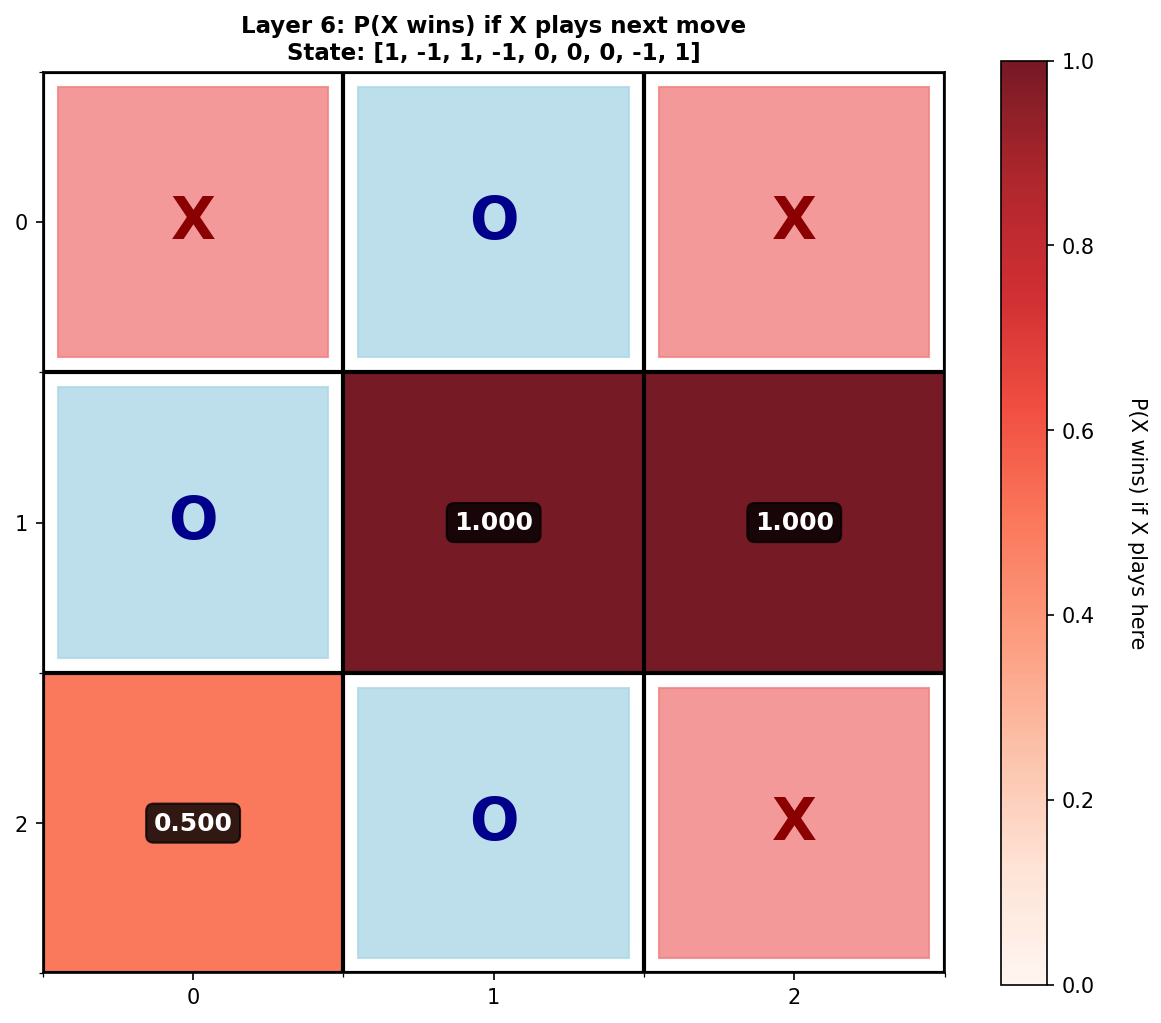 Layer 6: P(X wins) if X plays next move
State: [1, -1, 1, -1, 0, 0, 0, -1, 1]
0
X
O
X
1
O
1.000
1.000
2
0.500
O
X
0
1
2
1.0
0.8
0.6
0.4
0.2
0.0
P(X wins) if X plays here